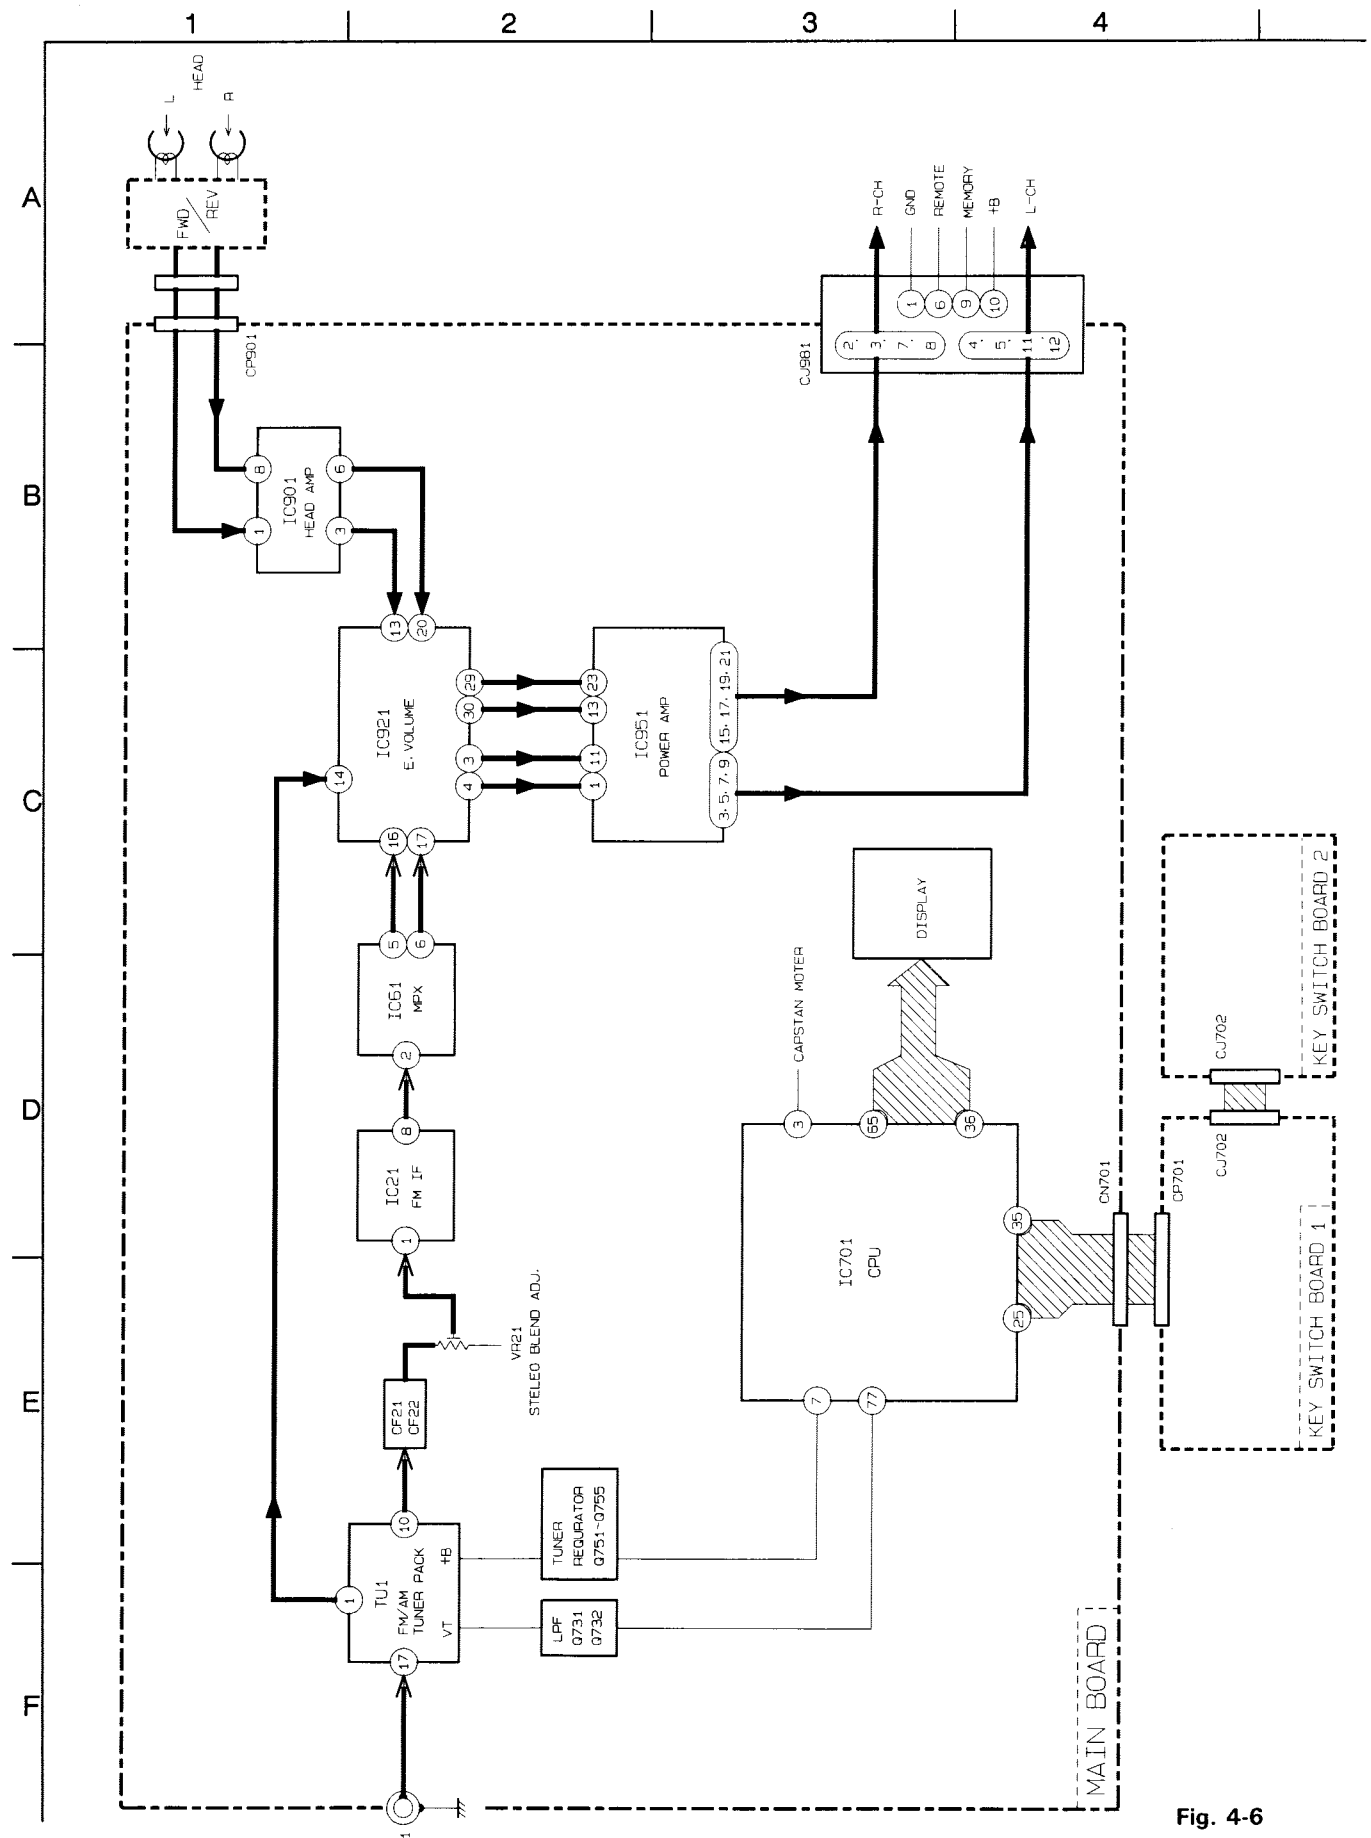 1 2 3 4
A
B
C
D
E
F
HEAD
L
R
FWD/REV
CP901
R-CH
GND
REMOTE
MEMORY
+B
L-CH
1
6
9
10
2. 3. 7. 8
4. 5. 11. 12
CJ981
8
1
IC901
HEAD AMP
6
3
13
20
14
IC921
E.VOLUME
29
30
3
4
16
17
23
13
11
1
IC951
POWER AMP
15. 17. 19. 21
3. 5. 7. 9
5
6
IC61
MPX
2
8
IC21
FM IF
1
VR21
STELEO BLEND ADJ.
CF21
CF22
10
1
TU1
FM/AM
TUNER PACK
+B
VT
17
1
TUNER
REQURATOR
Q751~Q755
LPF
Q731
Q732
DISPLAY
CAPSTAN MOTER
3
65
36
IC701
CPU
35
25
7
77
CN701
CP701
CJ702
CJ702
KEY SWITCH BOARD 2
KEY SWITCH BOARD 1
MAIN BOARD
Fig. 4-6